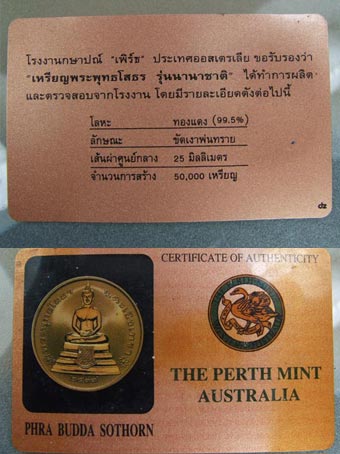 โรงงานกษาปณ์ "เพิร์ธ" ประเทศออสเตรเลีย ขอรับรองว่า
"เหรียญพระพุทธโสธร รุ่นนานาชาติ" ได้ทำการผลิต
และตรวจสอบจากโรงงาน โดยมีรายละเอียดดังต่อไปนี้
โลหะ ทองแดง (99.5%)
ลักษณะ ขัดเงาพ่นทราย
เส้นผ่าศูนย์กลาง 25 มิลลิเมตร
จำนวนการสร้าง 50,000 เหรียญ
dz
CERTIFICATE OF AUTHENTICITY
THE PERTH MINT
AUSTRALIA
PHRA BUDDA SOTHORN